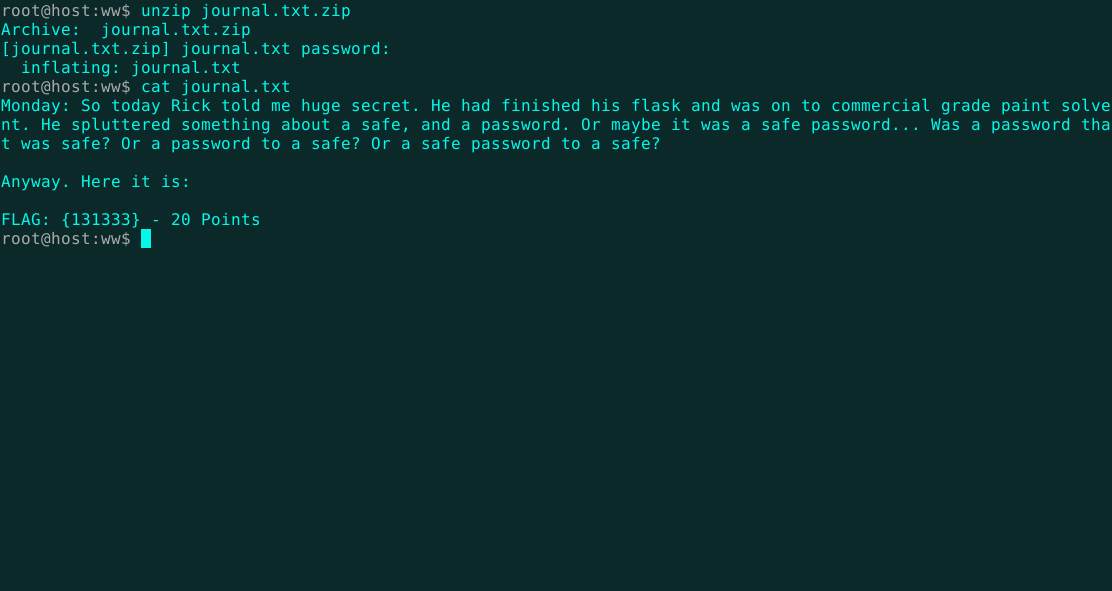 root@host:ww$ unzip journal.txt.zip
Archive:  journal.txt.zip
[journal.txt.zip] journal.txt password:
  inflating: journal.txt
root@host:ww$ cat journal.txt
Monday: So today Rick told me huge secret. He had finished his flask and was on to commercial grade paint solve
nt. He spluttered something about a safe, and a password. Or maybe it was a safe password... Was a password tha
t was safe? Or a password to a safe? Or a safe password to a safe?
Anyway. Here it is:
FLAG: {131333} - 20 Points
root@host:ww$